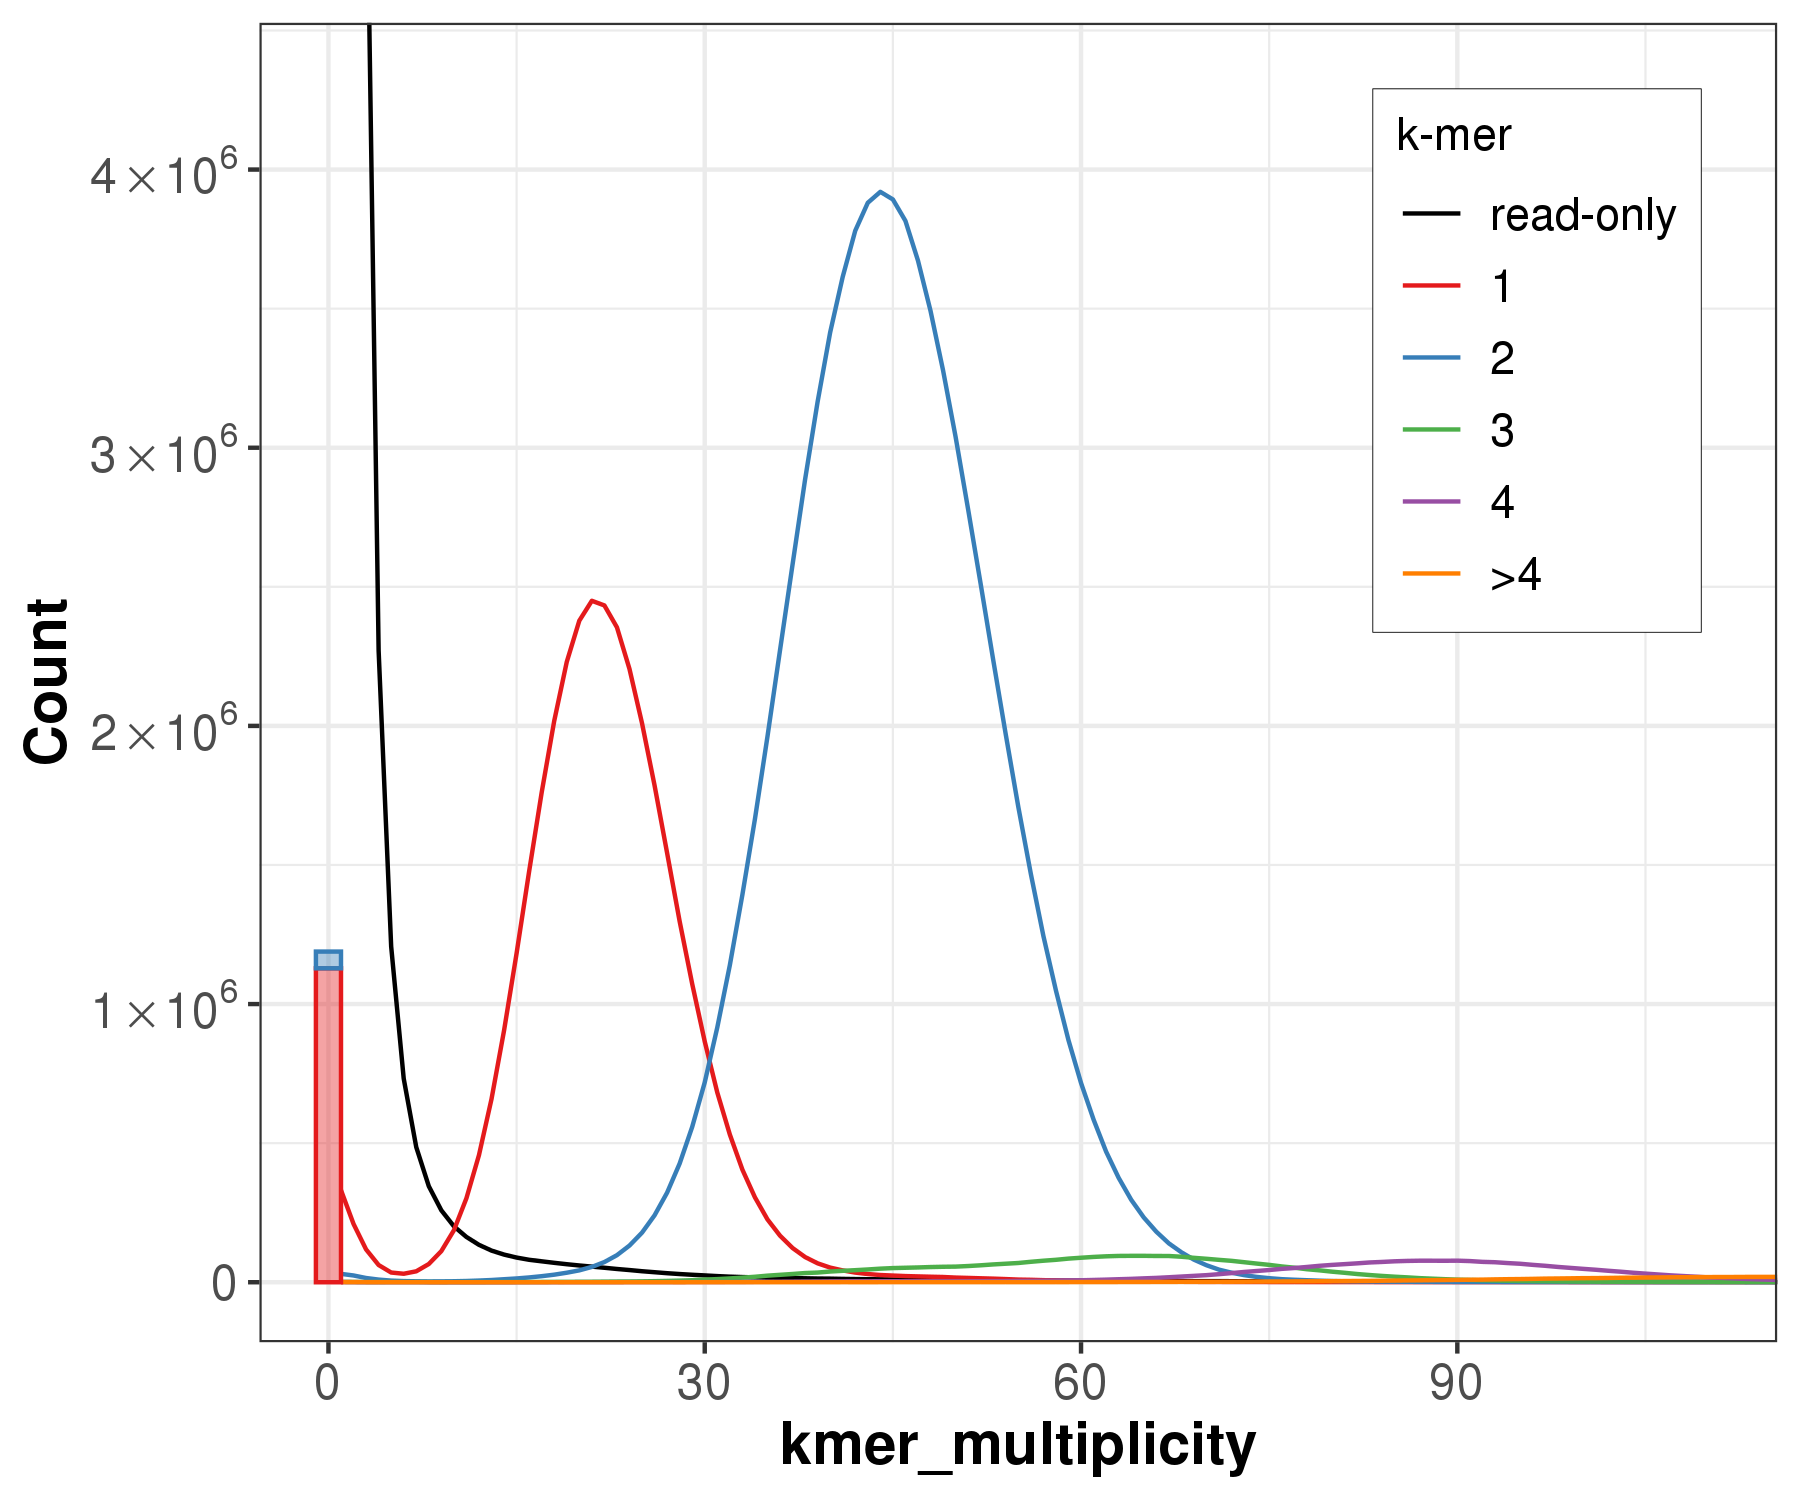 4×10⁶
3×10⁶
2×10⁶
1×10⁶
0
Count
0 30 60 90
kmer_multiplicity
k-mer
read-only
1
2
3
4
>4